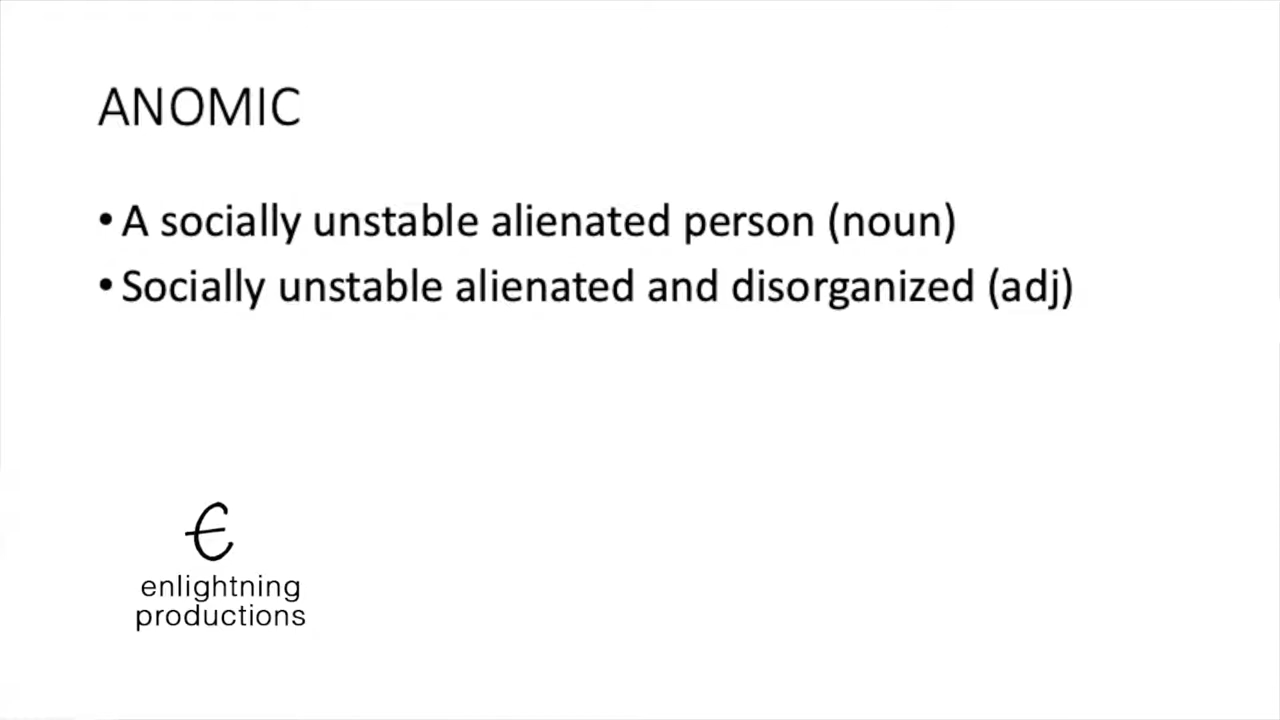 ANOMIC
• A socially unstable alienated person (noun)
• Socially unstable alienated and disorganized (adj)
enlightning
productions